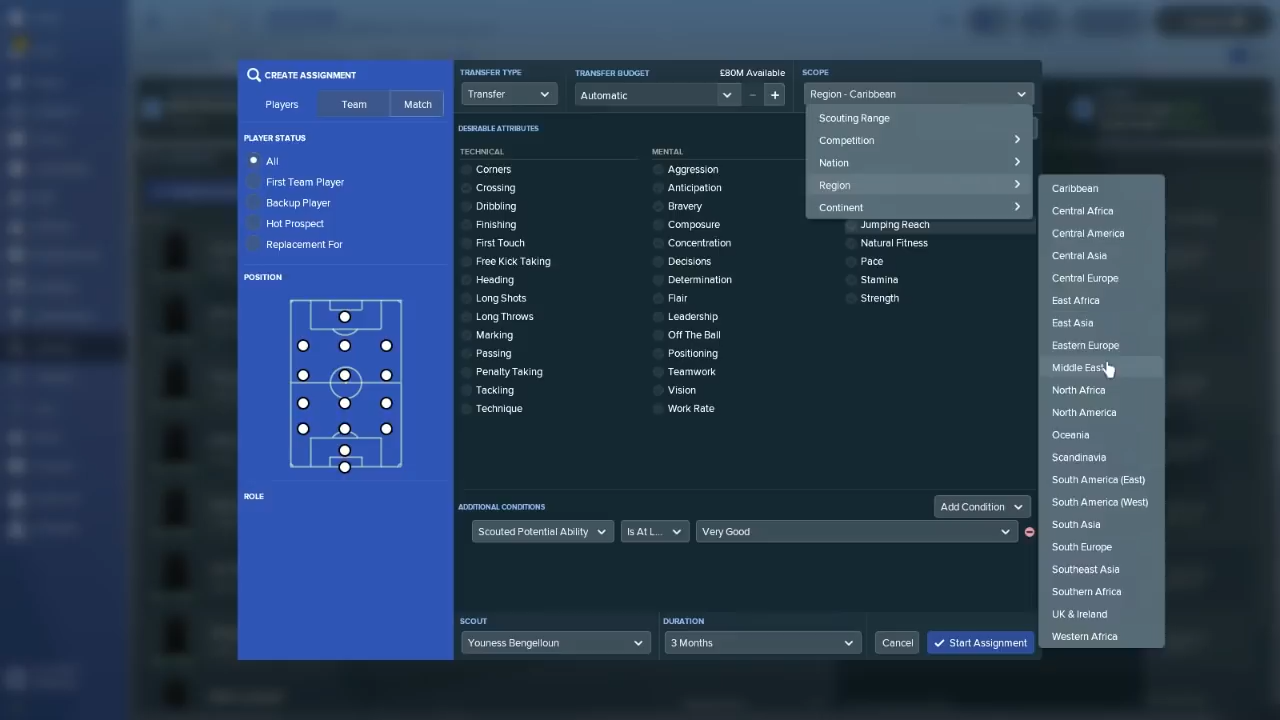 CREATE ASSIGNMENT
Players
Team
Match
PLAYER STATUS
All
First Team Player
Backup Player
Hot Prospect
Replacement For
POSITION
ROLE
TRANSFER TYPE
Transfer
TRANSFER BUDGET
£80M Available
Automatic
SCOPE
Region - Caribbean
Scouting Range
Competition
Nation
Region
Continent
DESIRABLE ATTRIBUTES
TECHNICAL
Corners
Crossing
Dribbling
Finishing
First Touch
Free Kick Taking
Heading
Long Shots
Long Throws
Marking
Passing
Penalty Taking
Tackling
Technique
MENTAL
Aggression
Anticipation
Bravery
Composure
Concentration
Decisions
Determination
Flair
Leadership
Off The Ball
Positioning
Teamwork
Vision
Work Rate
Jumping Reach
Natural Fitness
Pace
Stamina
Strength
Caribbean
Central Africa
Central America
Central Asia
Central Europe
East Africa
East Asia
Eastern Europe
Middle East
North Africa
North America
Oceania
Scandinavia
South America (East)
South America (West)
South Asia
South Europe
Southeast Asia
Southern Africa
UK & Ireland
Western Africa
ADDITIONAL CONDITIONS
Add Condition
Scouted Potential Ability
Is At L...
Very Good
SCOUT
Youness Bengelloun
DURATION
3 Months
Cancel
Start Assignment